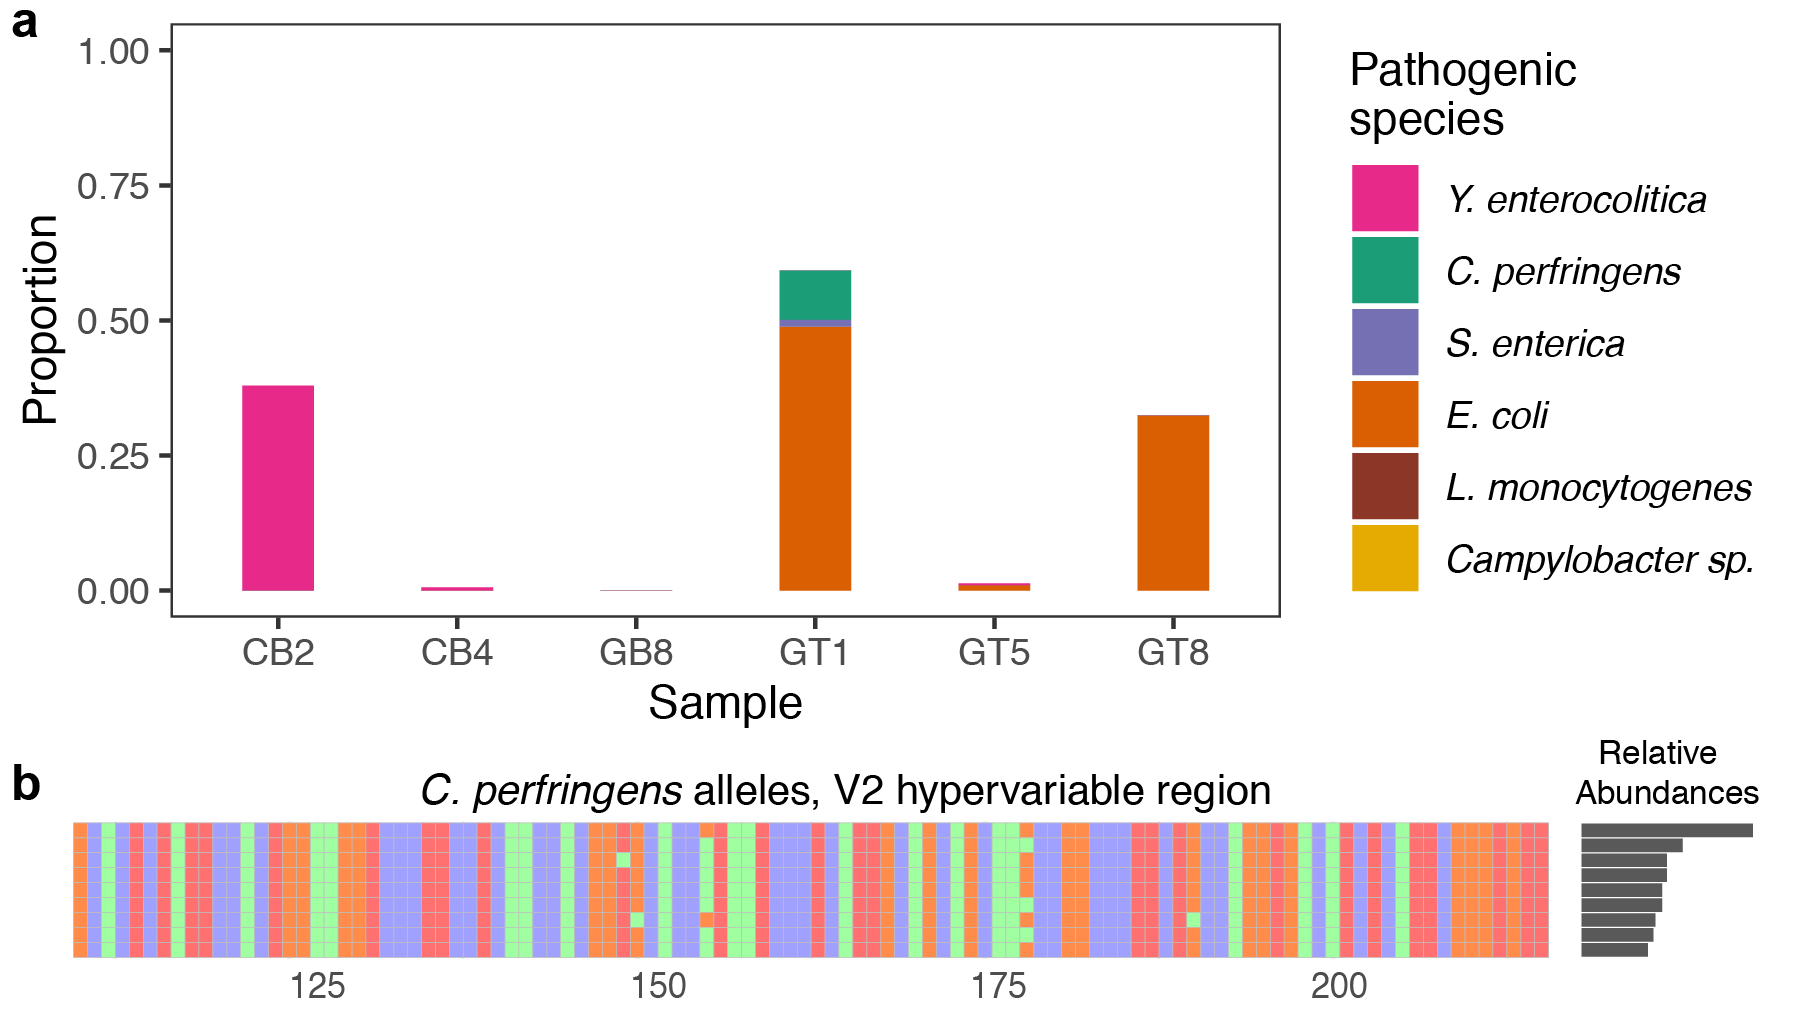 a
1.00
0.75
0.50
0.25
0.00
Proportion
CB2 CB4 GB8 GT1 GT5 GT8
Sample
Pathogenic
species
Y. enterocolitica
C. perfringens
S. enterica
E. coli
L. monocytogenes
Campylobacter sp.
b
C. perfringens alleles, V2 hypervariable region
Relative
Abundances
125 150 175 200